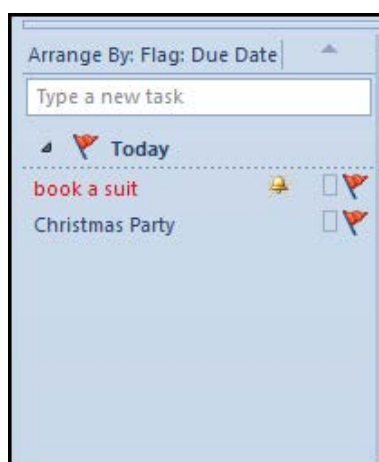 Arrange By: Flag: Due Date
Type a new task
Today
book a suit
Christmas Party